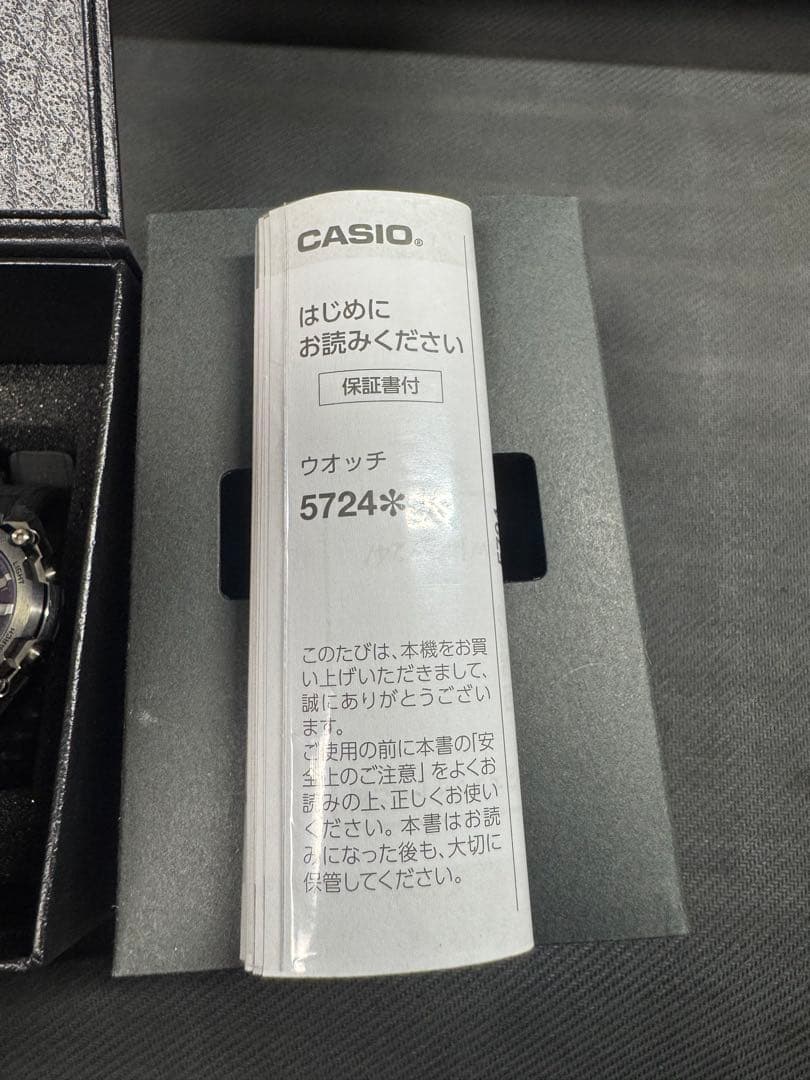 CASIO®
はじめに
お読みください
保証書付
ウオッチ
5724✻
このたびは、本機をお買
い上げいただきまして、
誠にありがとうござい
ます。
ご使用の前に本書の「安
全上のご注意」をよくお
読みの上、正しくお使い
ください。本書はお読
みになった後も、大切に
保管してください。
LIGHT